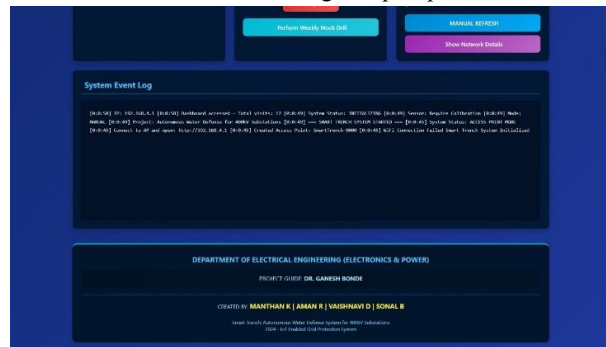 Perform Weekly Mock Drill
MANUAL REFRESH
Show Network Details
System Event Log
[0:0:50] IP: 192.168.4.1 [0:0:50] Dashboard accessed - Total visits: 17 [0:0:49] System Status: INITIALIZING [0:0:49] Sensor: Require Calibration [0:0:49] Mode:
MANUAL [0:0:49] Project: Autonomous Water Defense for 400kV Substations [0:0:49] === SMART TRENCH SYSTEM STARTED === [0:0:45] System Status: ACCESS POINT MODE
[0:0:45] Connect to AP and open: http://192.168.4.1 [0:0:45] Created Access Point: SmartTrench-0000 [0:0:45] WiFi Connection Failed Smart Trench System Initialized
DEPARTMENT OF ELECTRICAL ENGINEERING (ELECTRONICS & POWER)
PROJECT GUIDE: DR. GANESH BONDE
CREATED BY: MANTHAN K | AMAN R | VAISHNAVI D | SONAL B
Smart Trench: Autonomous Water Defense System for 400kV Substations
2024 - IoT Enabled Grid Protection System